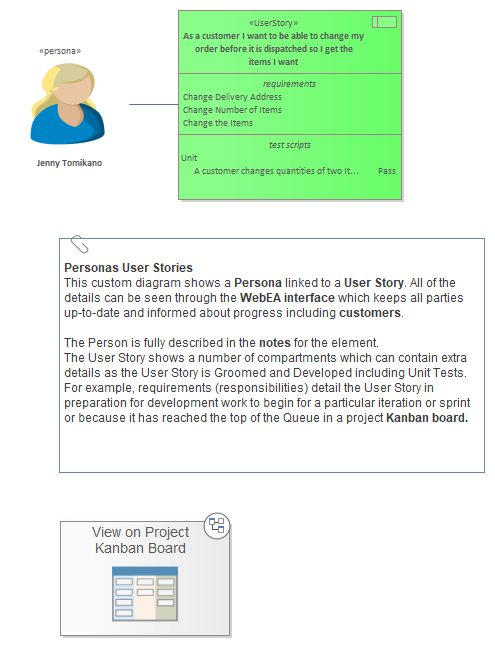 «UserStory»
As a customer I want to be able to change my
order before it is dispatched so I get the
items I want
«persona»
requirements
Change Delivery Address
Change Number of Items
Change the Items
test scripts
Unit
A customer changes quantities of two It... Pass
Jenny Tomikano
Personas User Stories
This custom diagram shows a Persona linked to a User Story. All of the
details can be seen through the WebEA interface which keeps all parties
up-to-date and informed about progress including customers.
The Person is fully described in the notes for the element.
The User Story shows a number of compartments which can contain extra
details as the User Story is Groomed and Developed including Unit Tests.
For example, requirements (responsibilities) detail the User Story in
preparation for development work to begin for a particular iteration or sprint
or because it has reached the top of the Queue in a project Kanban board.
View on Project
Kanban Board